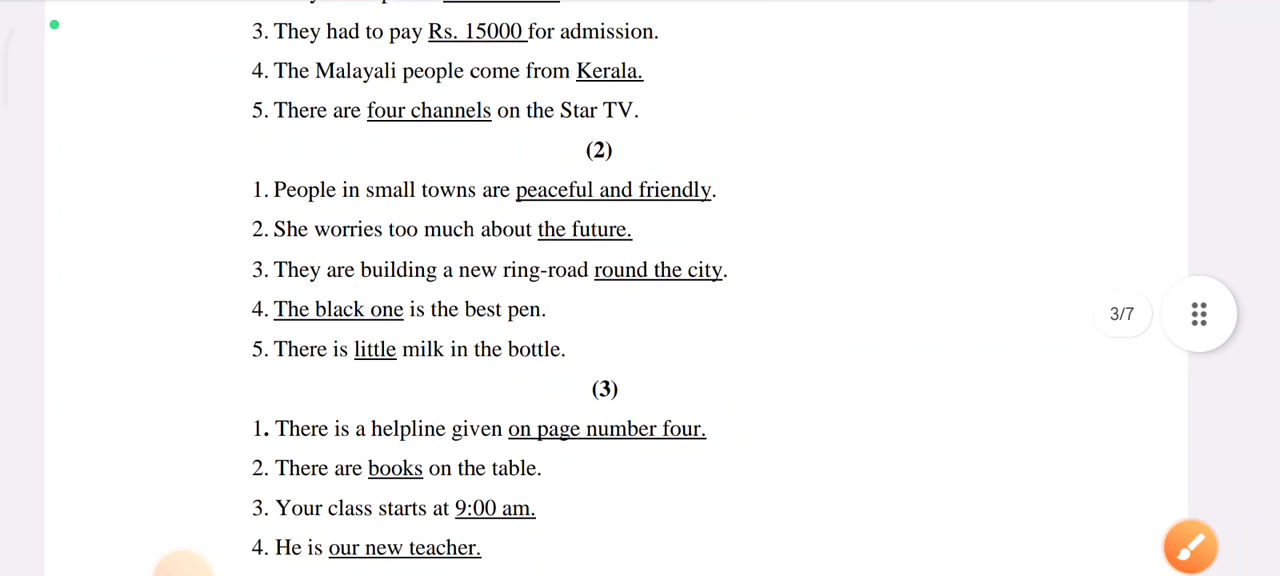 3. They had to pay Rs. 15000 for admission.
4. The Malayali people come from Kerala.
5. There are four channels on the Star TV.
(2)
1. People in small towns are peaceful and friendly.
2. She worries too much about the future.
3. They are building a new ring-road round the city.
4. The black one is the best pen.
5. There is little milk in the bottle.
3/7
(3)
1. There is a helpline given on page number four.
2. There are books on the table.
3. Your class starts at 9:00 am.
4. He is our new teacher.